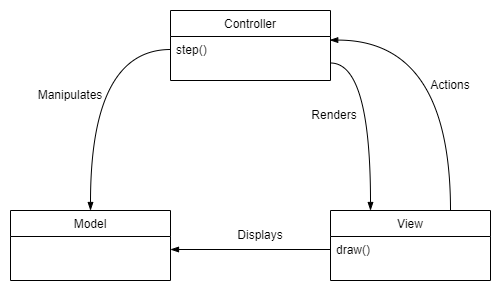 Controller
step()
Manipulates
Actions
Renders
Model
View
Displays
draw()